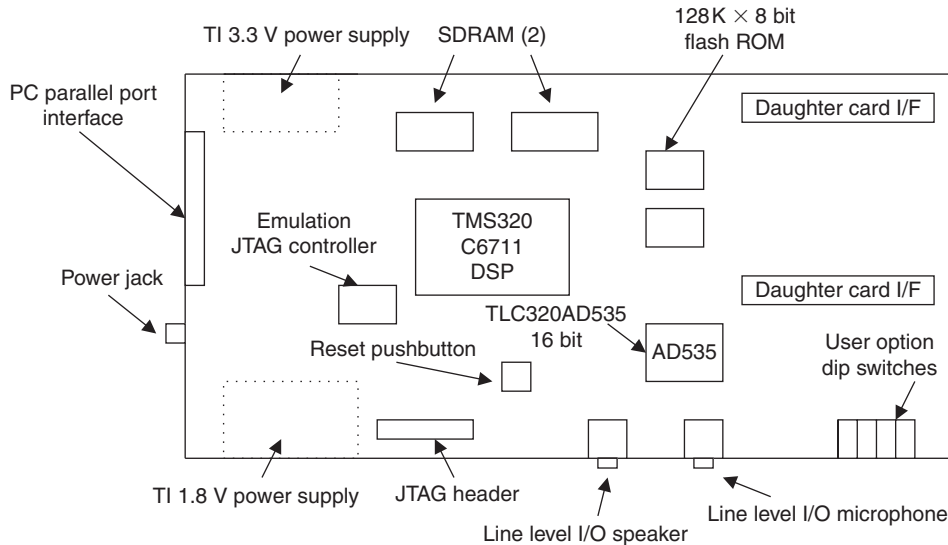 128K × 8 bit
flash ROM
TI 3.3 V power supply
SDRAM (2)
PC parallel port
interface
Daughter card I/F
Emulation
JTAG controller
TMS320
C6711
DSP
Power jack
Daughter card I/F
TLC320AD535
16 bit
AD535
Reset pushbutton
User option
dip switches
TI 1.8 V power supply
JTAG header
Line level I/O speaker
Line level I/O microphone